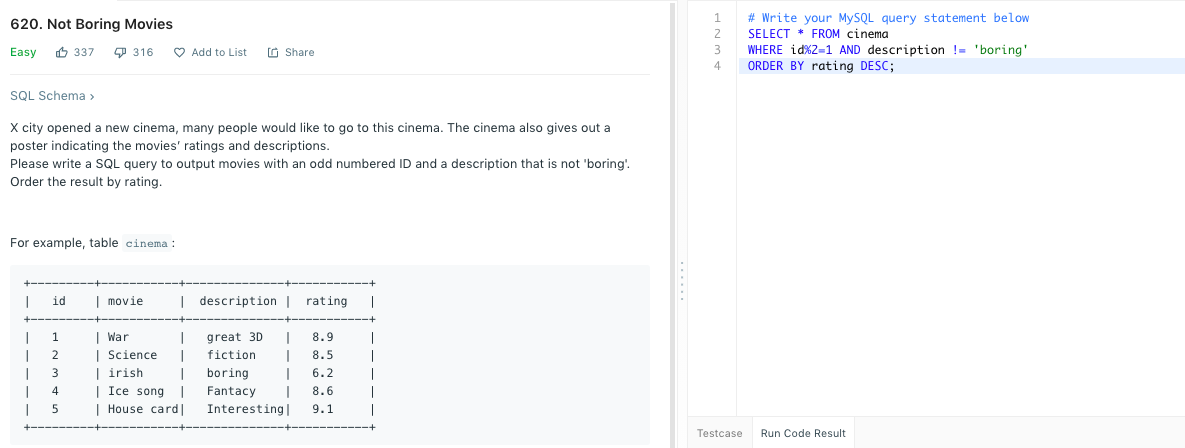 620. Not Boring Movies
Easy 337 316 Add to List Share
SQL Schema ›
X city opened a new cinema, many people would like to go to this cinema. The cinema also gives out a
poster indicating the movies’ ratings and descriptions.
Please write a SQL query to output movies with an odd numbered ID and a description that is not 'boring'.
Order the result by rating.
For example, table cinema:
+---------+-----------+--------------+-----------+
|   id    | movie     |  description |  rating   |
+---------+-----------+--------------+-----------+
|   1     | War       |   great 3D   |   8.9     |
|   2     | Science   |   fiction    |   8.5     |
|   3     | irish     |   boring     |   6.2     |
|   4     | Ice song  |   Fantacy    |   8.6     |
|   5     | House card|   Interesting|   9.1     |
+---------+-----------+--------------+-----------+
1 # Write your MySQL query statement below
2 SELECT * FROM cinema
3 WHERE id%2=1 AND description != 'boring'
4 ORDER BY rating DESC;
Testcase Run Code Result